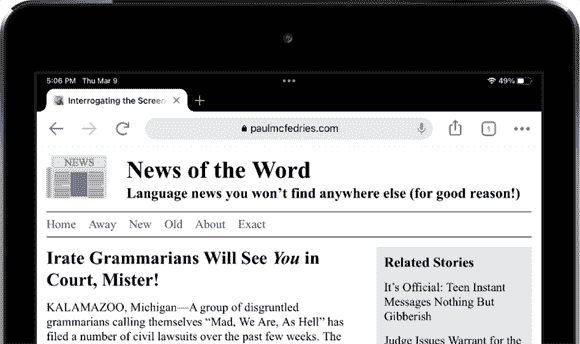 5:06 PM Thu Mar 9
49%
Interrogating the Screen
paulmcfedries.com
1
NEWS
News of the Word
Language news you won't find anywhere else (for good reason!)
Home Away New Old About Exact
Irate Grammarians Will See You in
Court, Mister!
KALAMAZOO, Michigan—A group of disgruntled
grammarians calling themselves “Mad, We Are, As Hell” have
filed a number of civil lawsuits over the past few weeks. The
Related Stories
It’s Official: Teen Instant
Messages Nothing But
Gibberish
Judge Issues Warrant for the